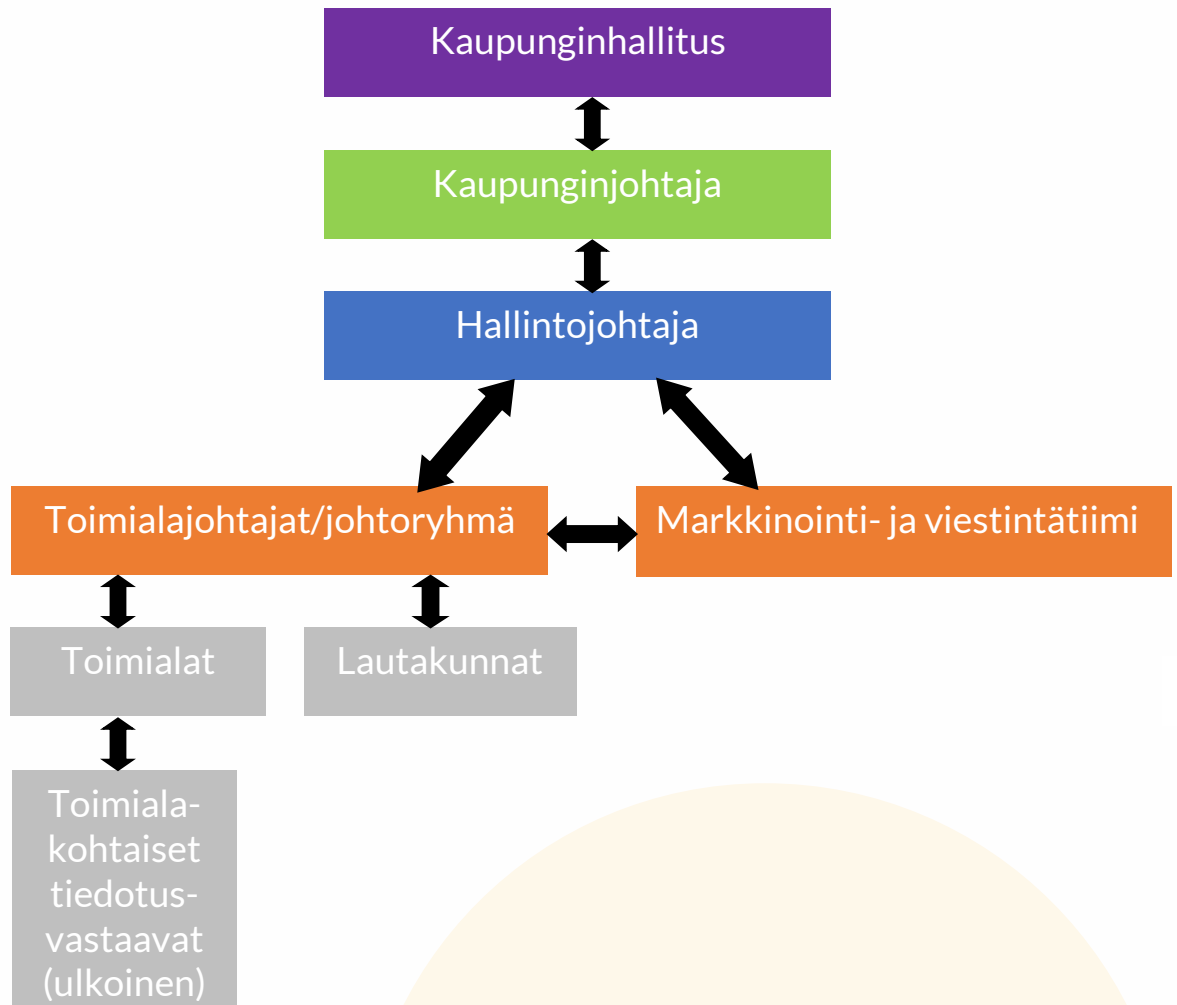 Kaupunginhallitus
Kaupunginjohtaja
Hallintojohtaja
Toimialajohtajat/johtoryhmä
Markkinointi- ja viestintätiimi
Toimialat
Lautakunnat
Toimiala-
kohtaiset
tiedotus-
vastaavat
(ulkoinen)